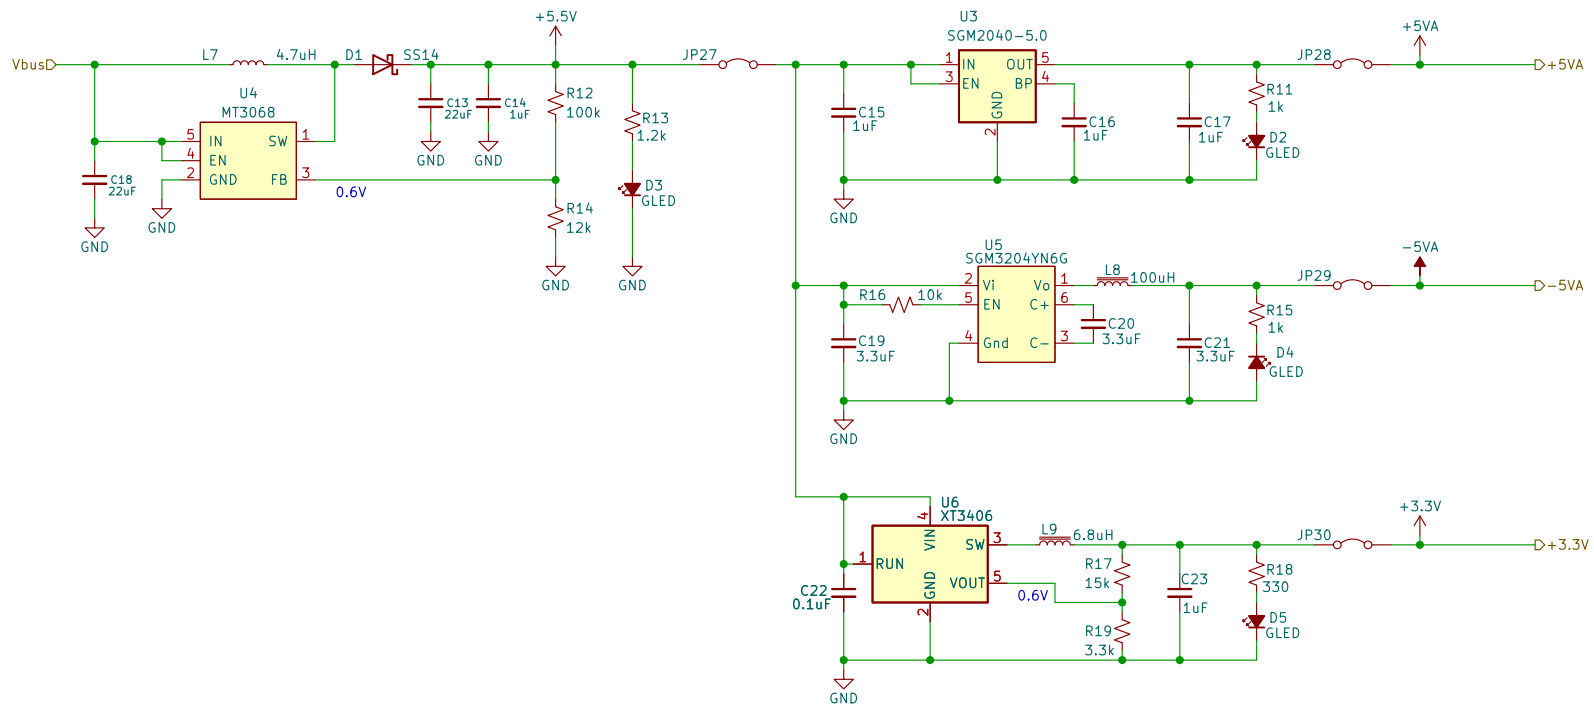 +5.5V
Vbus
L7
4.7uH
D1
SS14
JP27
U4
MT3068
5
IN
SW
1
4
EN
2
GND
FB
3
0.6V
C18
22uF
GND
GND
C13
22uF
GND
C14
1uF
GND
R12
100k
R14
12k
GND
R13
1.2k
D3
GLED
GND
U3
SGM2040-5.0
1
IN
OUT
5
3
EN
BP
4
GND
2
C15
1uF
C16
1uF
C17
1uF
R11
1k
D2
GLED
GND
JP28
+5VA
+5VA
U5
SGM3204YN6G
2
Vi
Vo
1
5
EN
C+
6
4
Gnd
C-
3
R16
10k
C19
3.3uF
L8
100uH
C20
3.3uF
C21
3.3uF
R15
1k
D4
GLED
GND
JP29
-5VA
-5VA
U6
XT3406
4
VIN
SW
3
1
RUN
VOUT
5
GND
2
0.6V
C22
0.1uF
L9
6.8uH
R17
15k
R19
3.3k
C23
1uF
R18
330
D5
GLED
GND
JP30
+3.3V
+3.3V